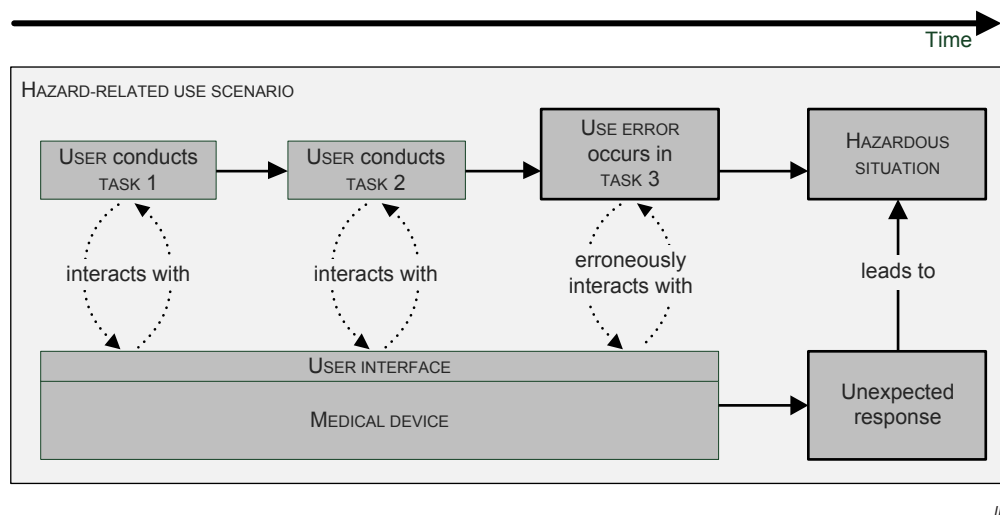 Time
HAZARD-RELATED USE SCENARIO
USER conducts
TASK 1
USER conducts
TASK 2
USE ERROR
occurs in
TASK 3
HAZARDOUS
SITUATION
interacts with
interacts with
erroneously
interacts with
leads to
USER INTERFACE
MEDICAL DEVICE
Unexpected
response